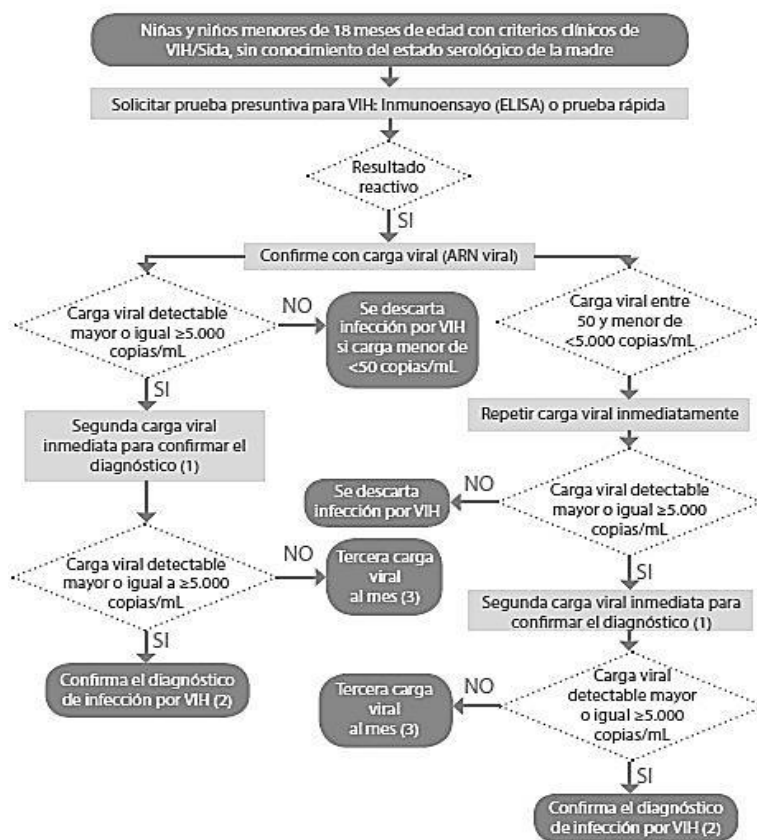 Niñas y niños menores de 18 meses de edad con criterios clínicos de
VIH/Sida, sin conocimiento del estado serológico de la madre
Solicitar prueba presuntiva para VIH: Inmunoensayo (ELISA) o prueba rápida
Resultado
reactivo
SI
Confirme con carga viral (ARN viral)
Carga viral detectable
mayor o igual ≥5.000
copias/mL
NO
Se descarta
infección por VIH
si carga menor de
<50 copias/mL
Carga viral entre
50 y menor de
<5.000 copias/mL
SI
Segunda carga viral
inmediata para confirmar el
diagnóstico (1)
Repetir carga viral inmediatamente
Se descarta
infección por VIH
NO
Carga viral detectable
mayor o igual ≥5.000
copias/mL
Carga viral detectable
mayor o igual a ≥5.000
copias/mL
NO
Tercera carga
viral
al mes (3)
SI
Segunda carga viral inmediata para
confirmar el diagnóstico (1)
SI
Confirma el diagnóstico
de infección por VIH (2)
Tercera carga
viral
al mes (3)
NO
Carga viral
detectable mayor
o igual ≥5.000
copias/mL
SI
Confirma el diagnóstico
de infección por VIH (2)